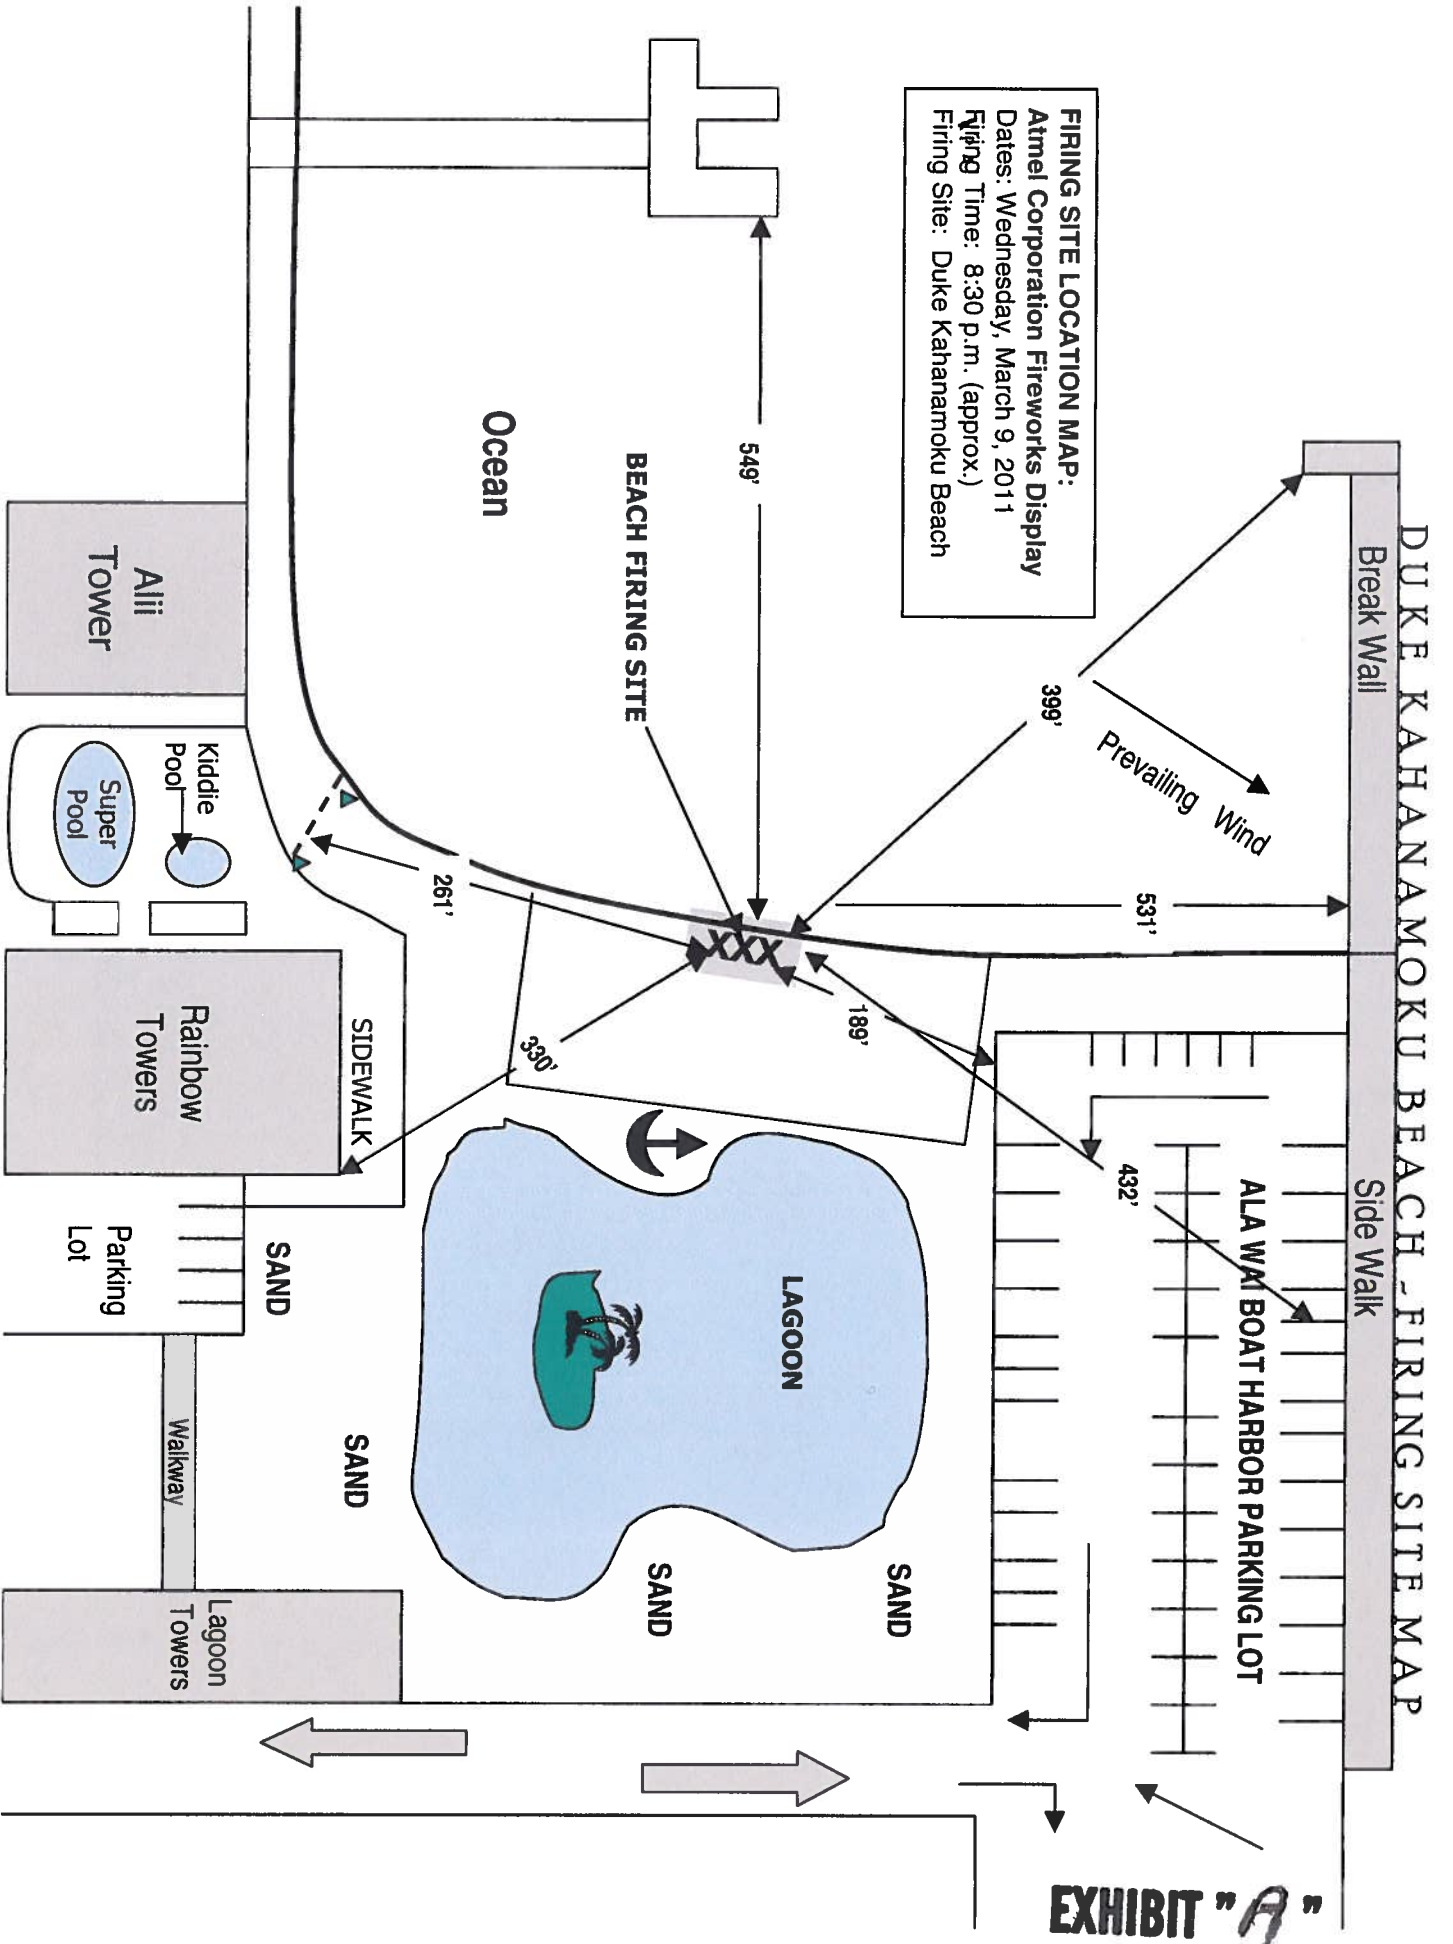 DUKE KAHANAMOKU BEACH - FIRING SITE MAP
Break Wall
Side Walk
FIRING SITE LOCATION MAP:
Atmel Corporation Fireworks Display
Dates: Wednesday, March 9, 2011
Firing Time: 8:30 p.m. (approx.)
Firing Site: Duke Kahanamoku Beach
Prevailing Wind
399'
531'
549'
ALA WAI BOAT HARBOR PARKING LOT
432'
189'
BEACH FIRING SITE
Ocean
LAGOON
SAND
SAND
330'
261'
SIDEWALK
SAND
SAND
Kiddie
Pool
Super
Pool
Alii
Tower
Rainbow
Towers
Parking
Lot
Walkway
Lagoon
Towers
EXHIBIT "A"